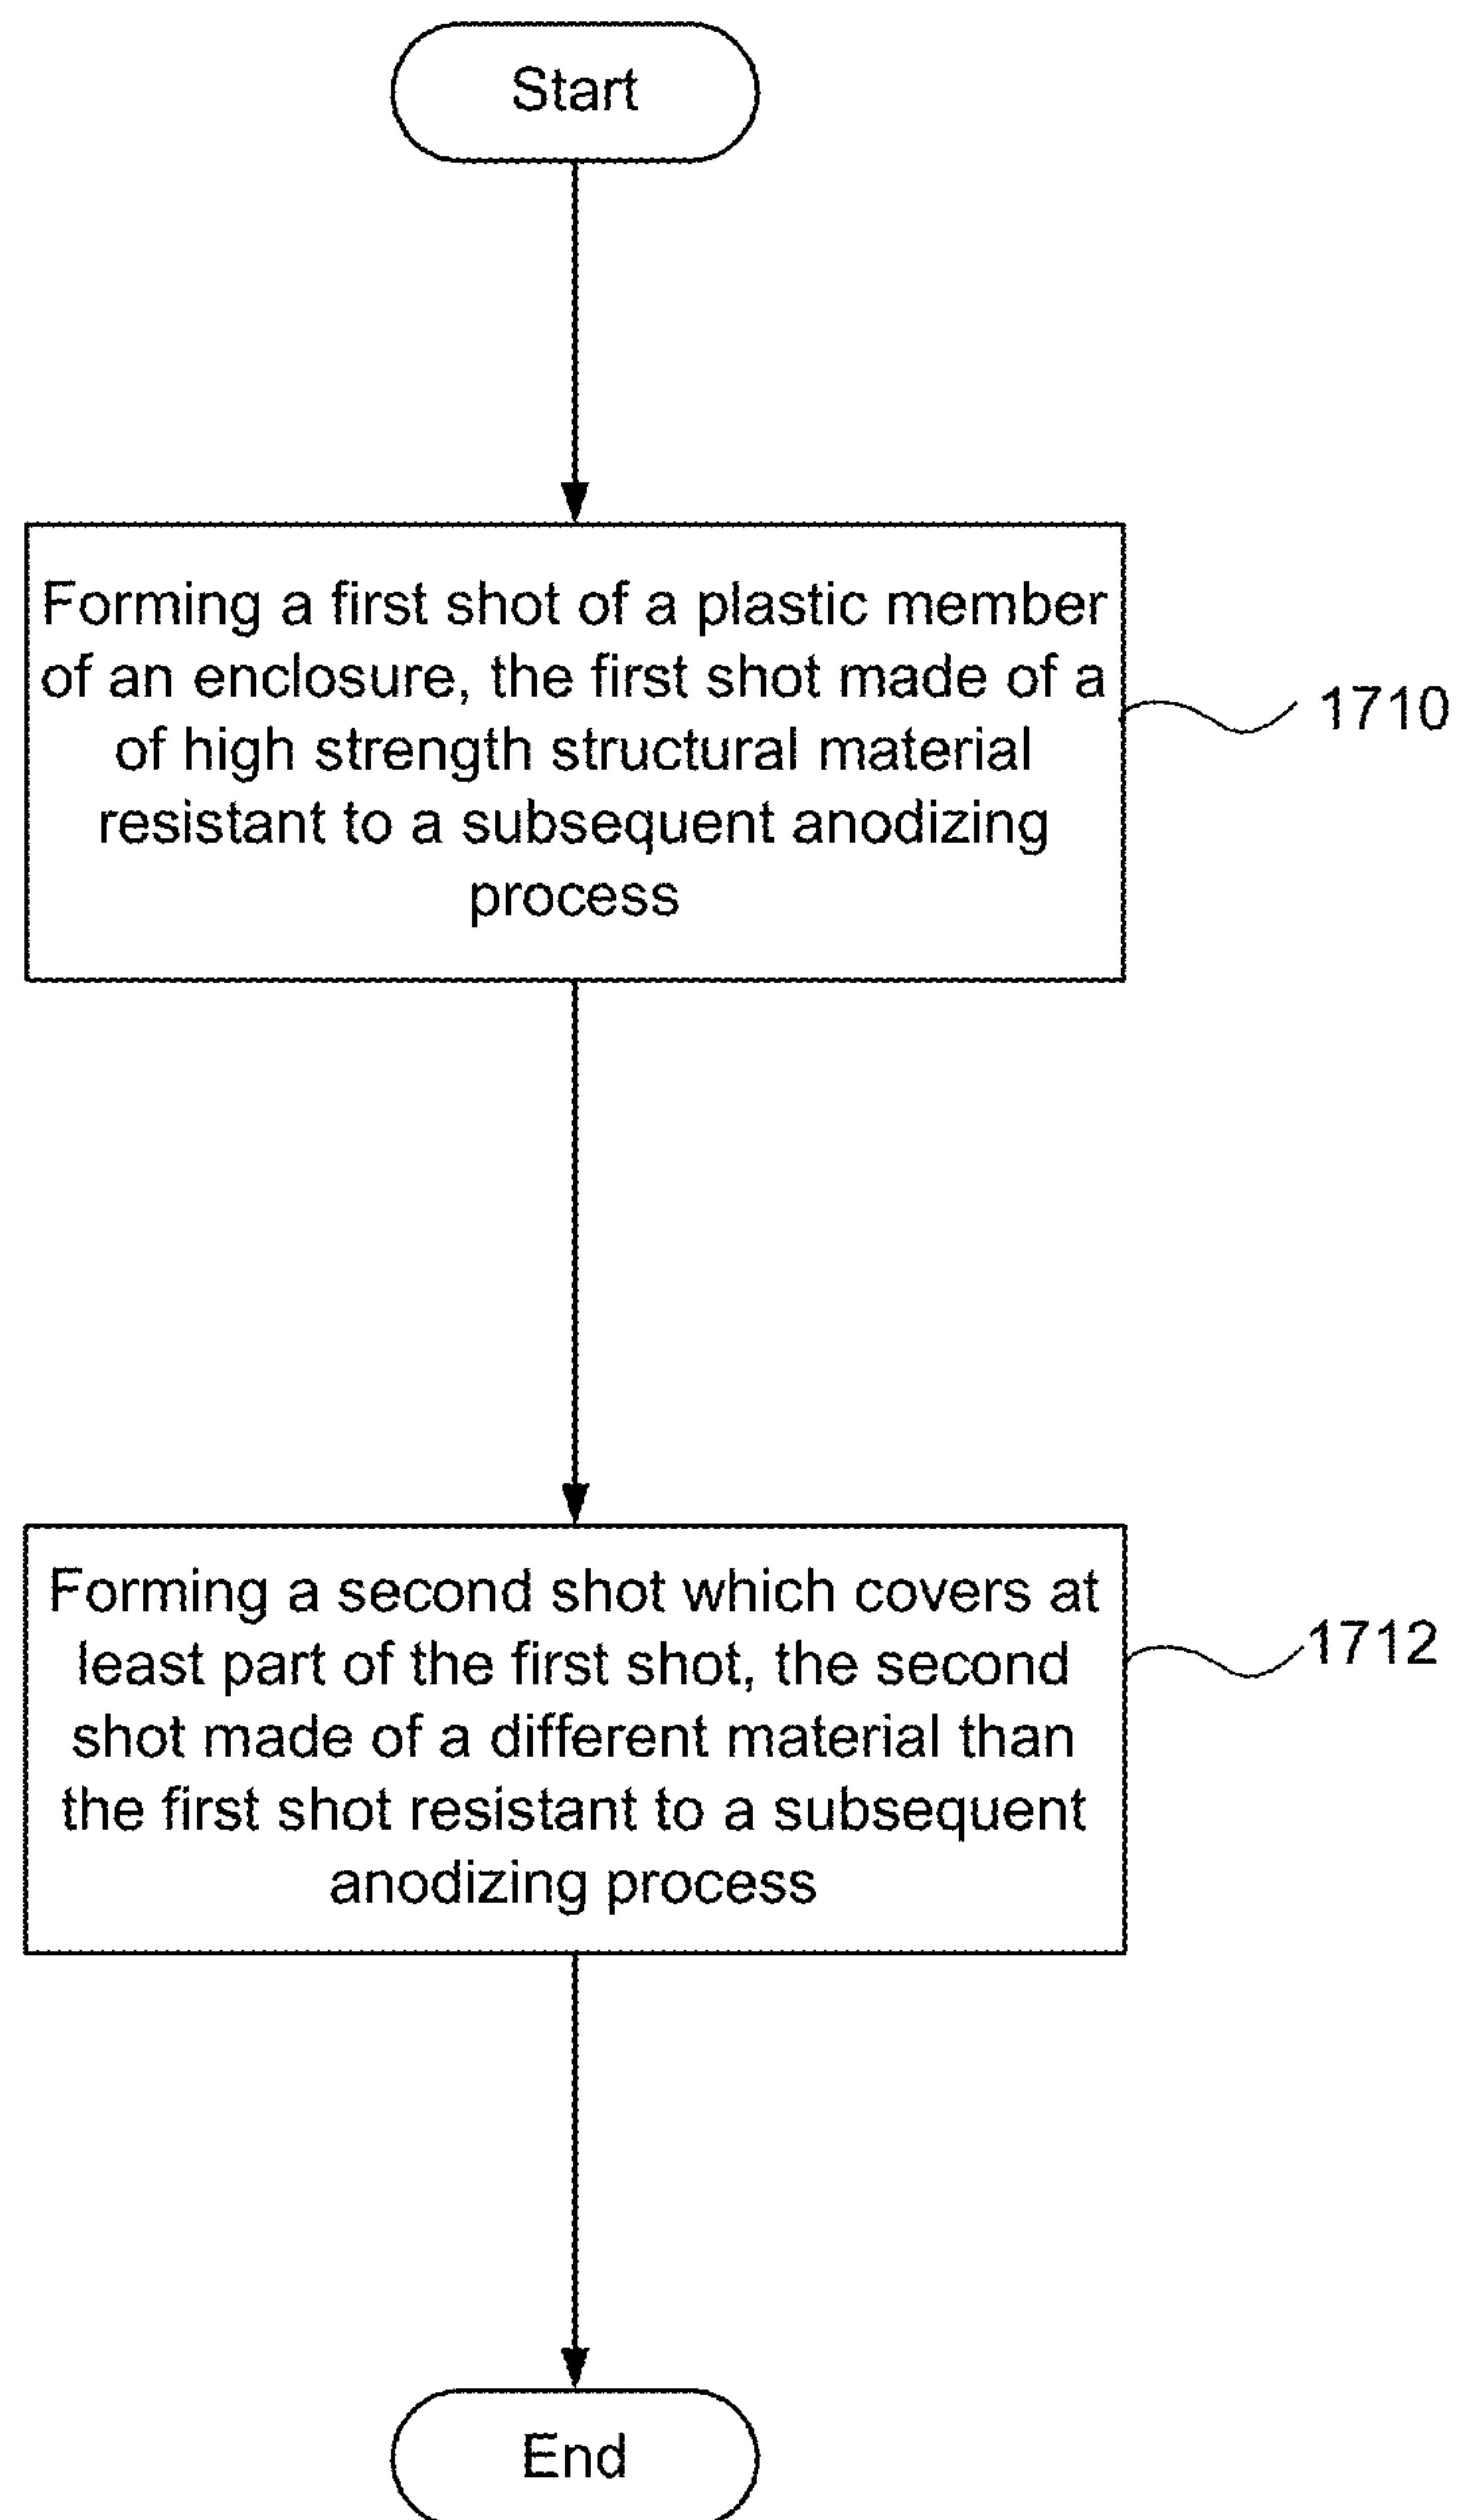 Start
Forming a first shot of a plastic member
of an enclosure, the first shot made of a
of high strength structural material
resistant to a subsequent anodizing
process
1710
Forming a second shot which covers at
least part of the first shot, the second
shot made of a different material than
the first shot resistant to a subsequent
anodizing process
1712
End